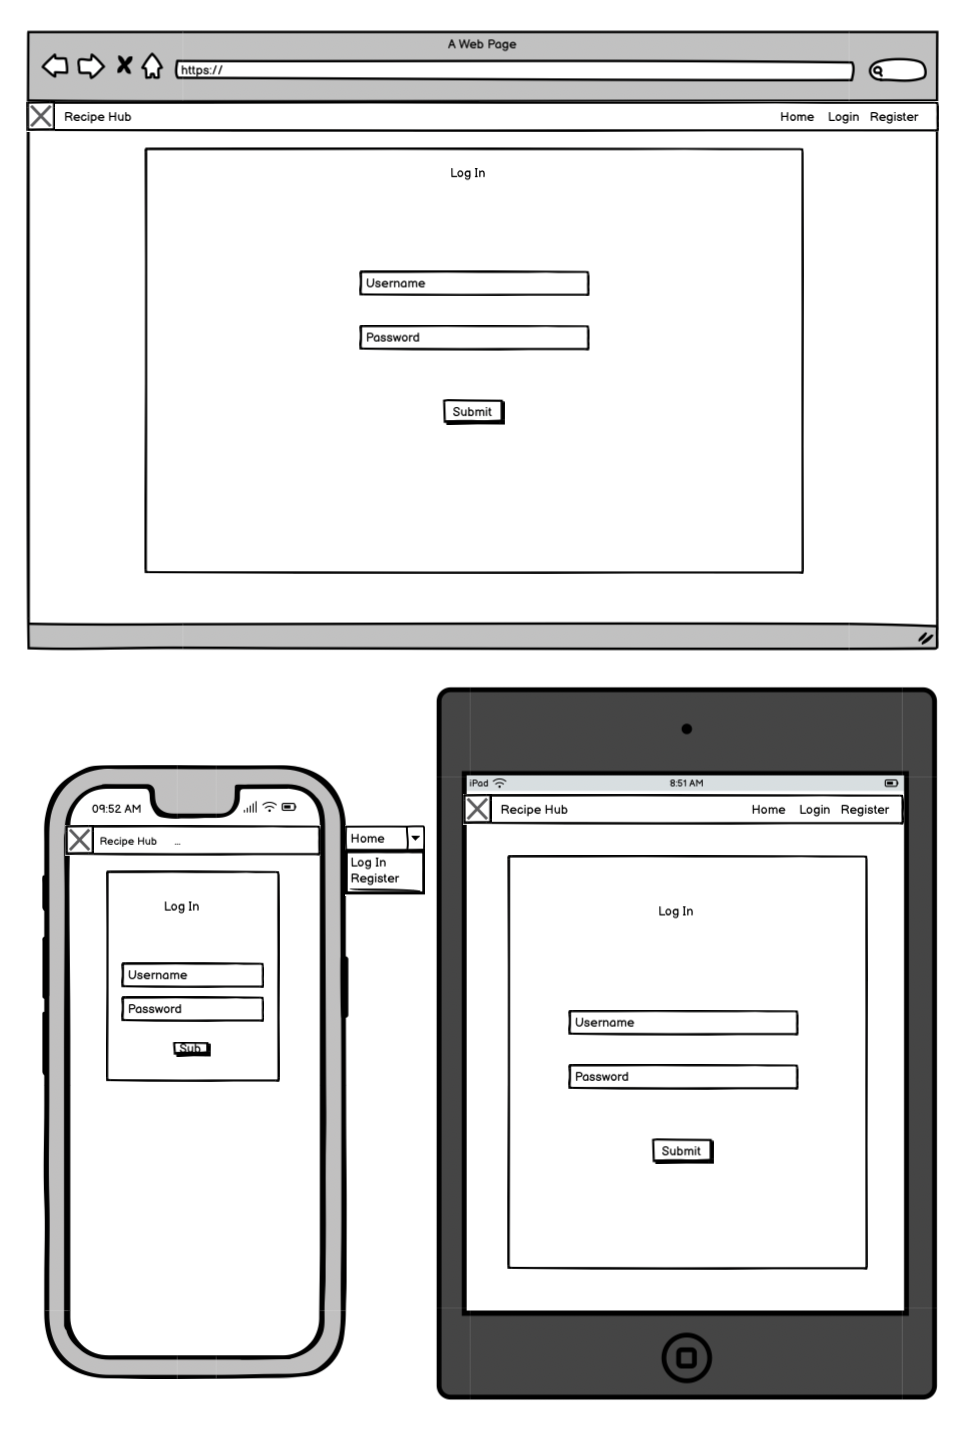 A Web Page
https://
Recipe Hub
Home Login Register
Log In
Username
Password
Submit
09:52 AM
Recipe Hub ...
Home
Log In
Register
Log In
Username
Password
Sub
iPad
8:51 AM
Recipe Hub
Home Login Register
Log In
Username
Password
Submit